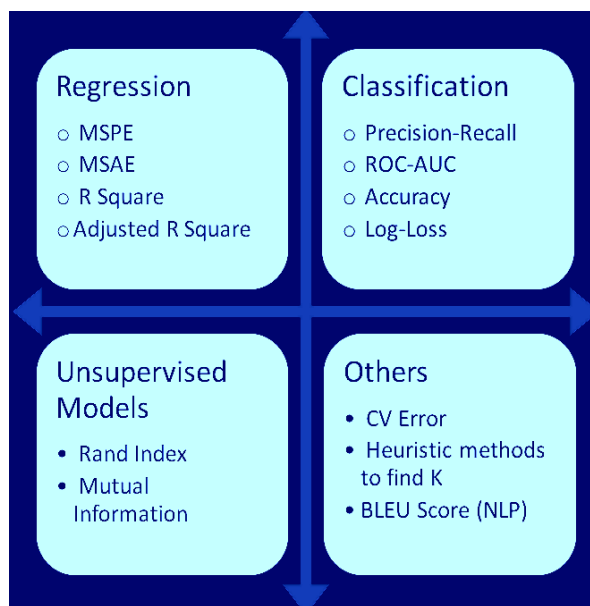 Regression
○ MSPE
○ MSAE
○ R Square
○ Adjusted R Square
Classification
○ Precision-Recall
○ ROC-AUC
○ Accuracy
○ Log-Loss
Unsupervised
Models
• Rand Index
• Mutual
Information
Others
• CV Error
• Heuristic methods
to find K
• BLEU Score (NLP)